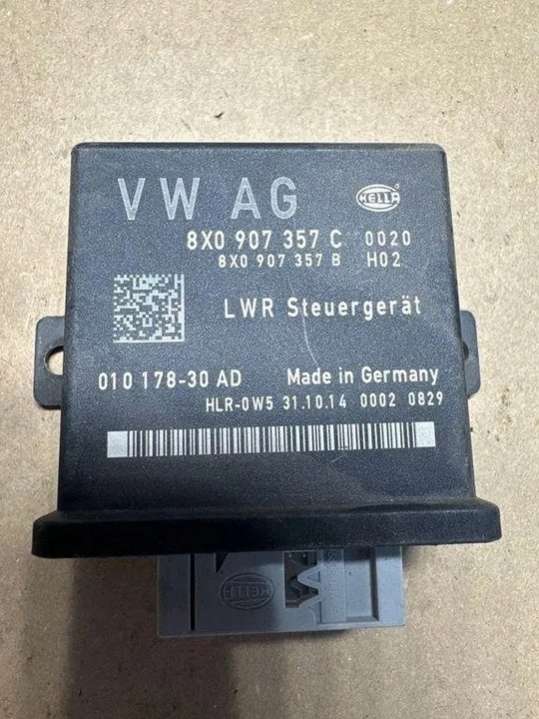 VW AG
HELLA
8X0 907 357 C 0020
8X0 907 357 B H02
LWR Steuergerät
010 178-30 AD Made in Germany
HLR-0W5 31.10.14 0002 0829
HELLA